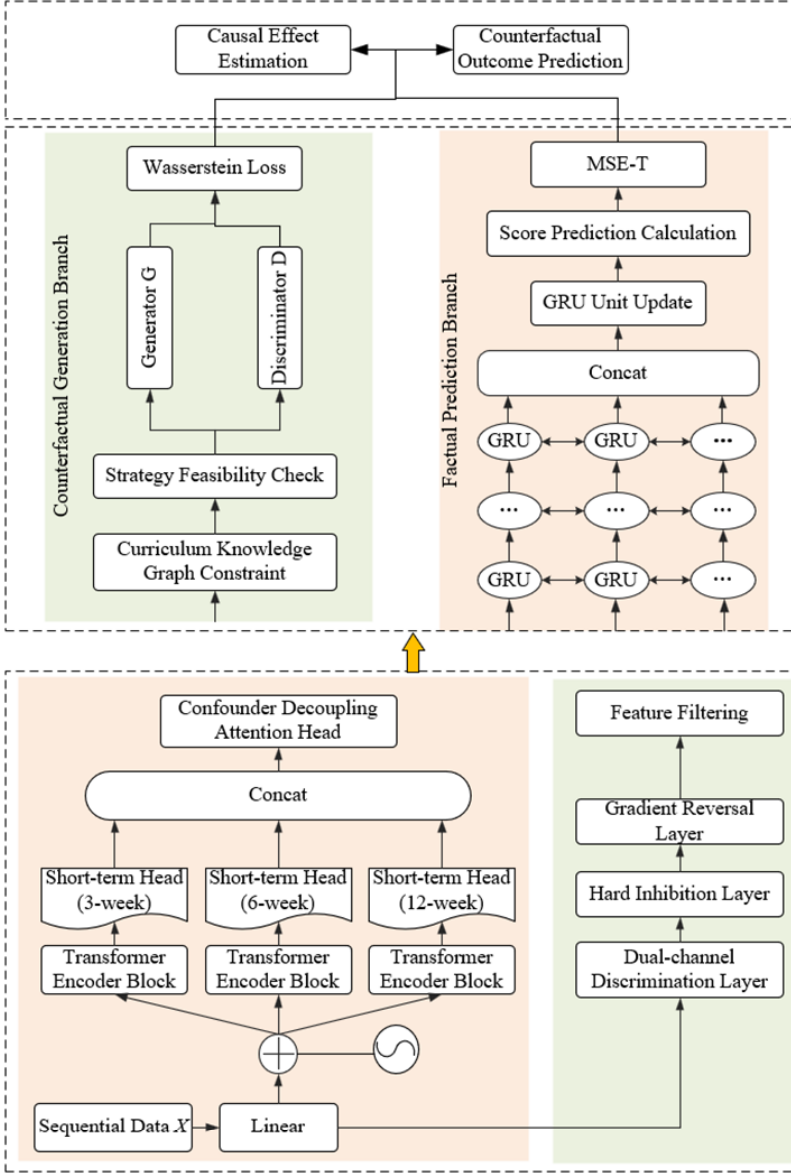 Causal Effect
Estimation
Counterfactual
Outcome Prediction
Counterfactual Generation Branch
Wasserstein Loss
Generator G
Discriminator D
Strategy Feasibility Check
Curriculum Knowledge
Graph Constraint
Factual Prediction Branch
MSE-T
Score Prediction Calculation
GRU Unit Update
Concat
GRU
GRU
...
...
...
...
GRU
GRU
...
Confounder Decoupling
Attention Head
Concat
Short-term Head
(3-week)
Short-term Head
(6-week)
Short-term Head
(12-week)
Transformer
Encoder Block
Transformer
Encoder Block
Transformer
Encoder Block
Sequential Data X
Linear
Feature Filtering
Gradient Reversal
Layer
Hard Inhibition Layer
Dual-channel
Discrimination Layer